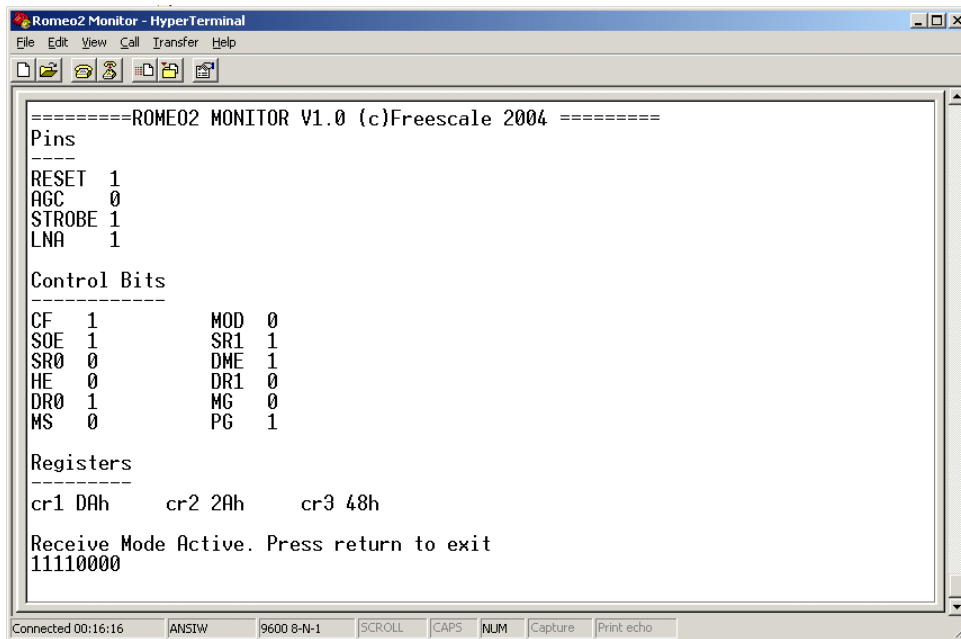 Romeo2 Monitor - HyperTerminal
File Edit View Call Transfer Help
=========ROMEO2 MONITOR V1.0 (c)Freescale 2004 =========
Pins
----
RESET 1
AGC 0
STROBE 1
LNA 1
Control Bits
------------
CF 1 MOD 0
SOE 1 SR1 1
SR0 0 DME 1
HE 0 DR1 0
DR0 1 MG 0
MS 0 PG 1
Registers
---------
cr1 DAh cr2 2Ah cr3 48h
Receive Mode Active. Press return to exit
11110000
Connected 00:16:16 ANSIW 9600 8-N-1 SCROLL CAPS NUM Capture Print echo